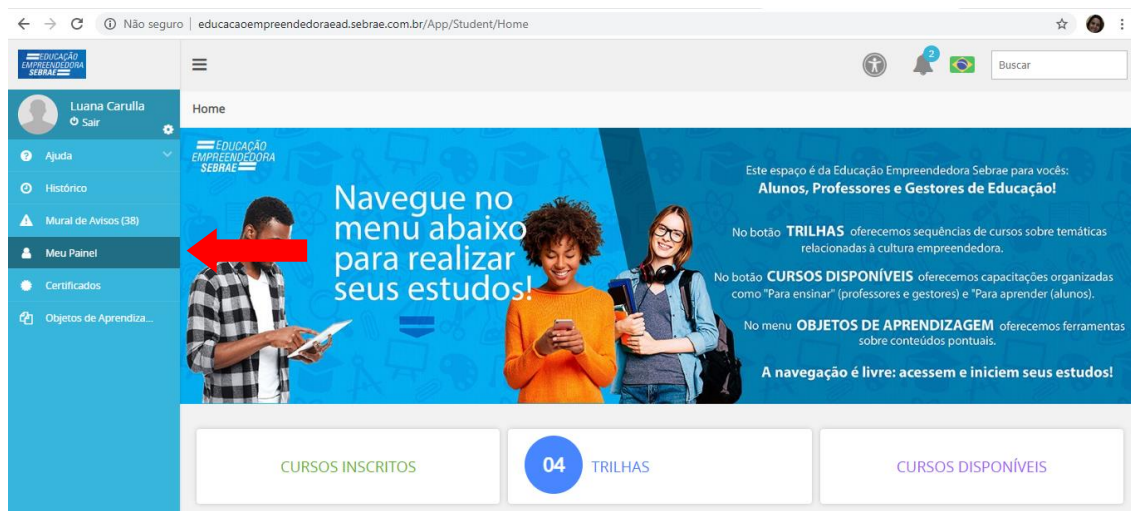 Não seguro | educacaoempreendedoraead.sebrae.com.br/App/Student/Home
EDUCAÇÃO
EMPREENDEDORA
SEBRAE
2
Buscar
Luana Carulla
Sair
Ajuda
Histórico
Mural de Avisos (38)
Meu Painel
Certificados
Objetos de Aprendiza...
Home
EDUCAÇÃO
EMPREENDEDORA
SEBRAE
Navegue no
menu abaixo
para realizar
seus estudos!
Este espaço é da Educação Empreendedora Sebrae para vocês:
Alunos, Professores e Gestores de Educação!
No botão TRILHAS oferecemos sequências de cursos sobre temáticas
relacionadas à cultura empreendedora.
No botão CURSOS DISPONÍVEIS oferecemos capacitações organizadas
como "Para ensinar" (professores e gestores) e "Para aprender (alunos).
No menu OBJETOS DE APRENDIZAGEM oferecemos ferramentas
sobre conteúdos pontuais.
A navegação é livre: acessem e iniciem seus estudos!
CURSOS INSCRITOS
04 TRILHAS
CURSOS DISPONÍVEIS